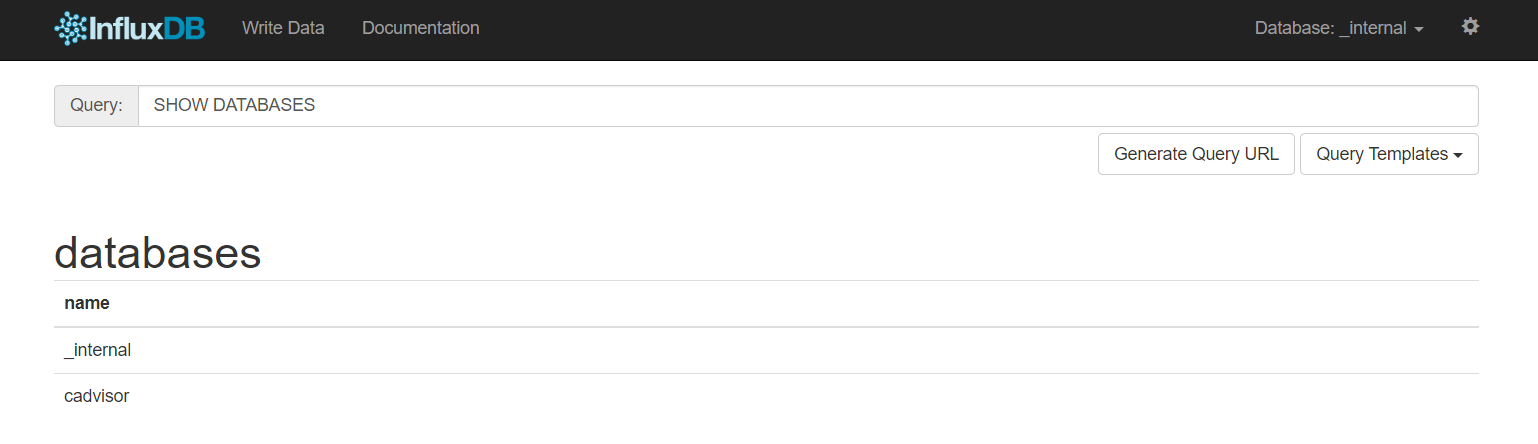 InfluxDB Write Data Documentation Database: _internal
Query: SHOW DATABASES
Generate Query URL Query Templates
databases
name
_internal
cadvisor